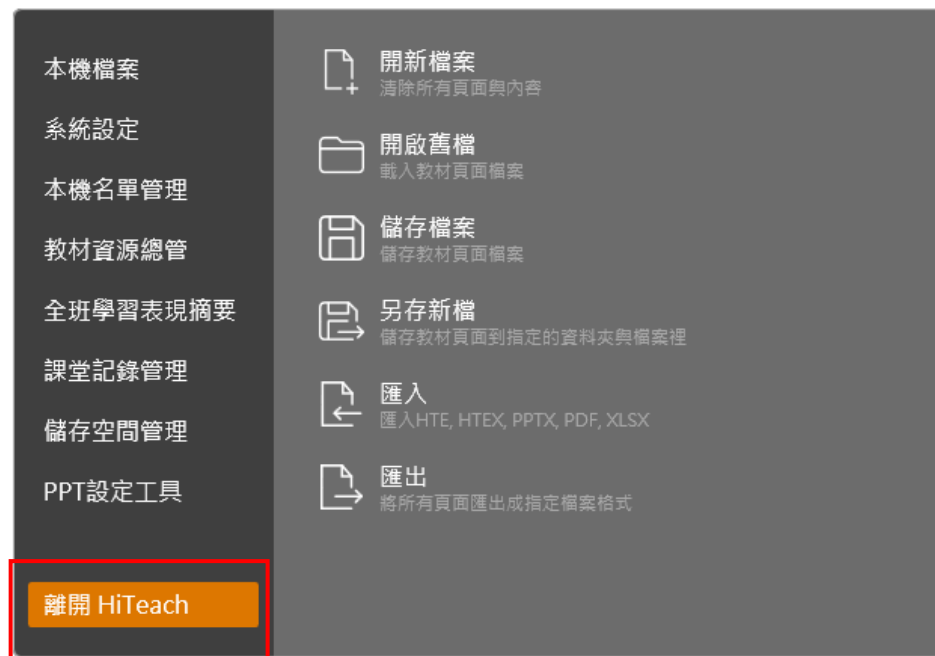 本機檔案
系統設定
本機名單管理
教材資源總管
全班學習表現摘要
課堂記錄管理
儲存空間管理
PPT設定工具
離開 HiTeach
開新檔案
清除所有頁面與內容
開啟舊檔
載入教材頁面檔案
儲存檔案
儲存教材頁面檔案
另存新檔
儲存教材頁面到指定的資料夾與檔案裡
匯入
匯入HTE, HTEX, PPTX, PDF, XLSX
匯出
將所有頁面匯出成指定檔案格式